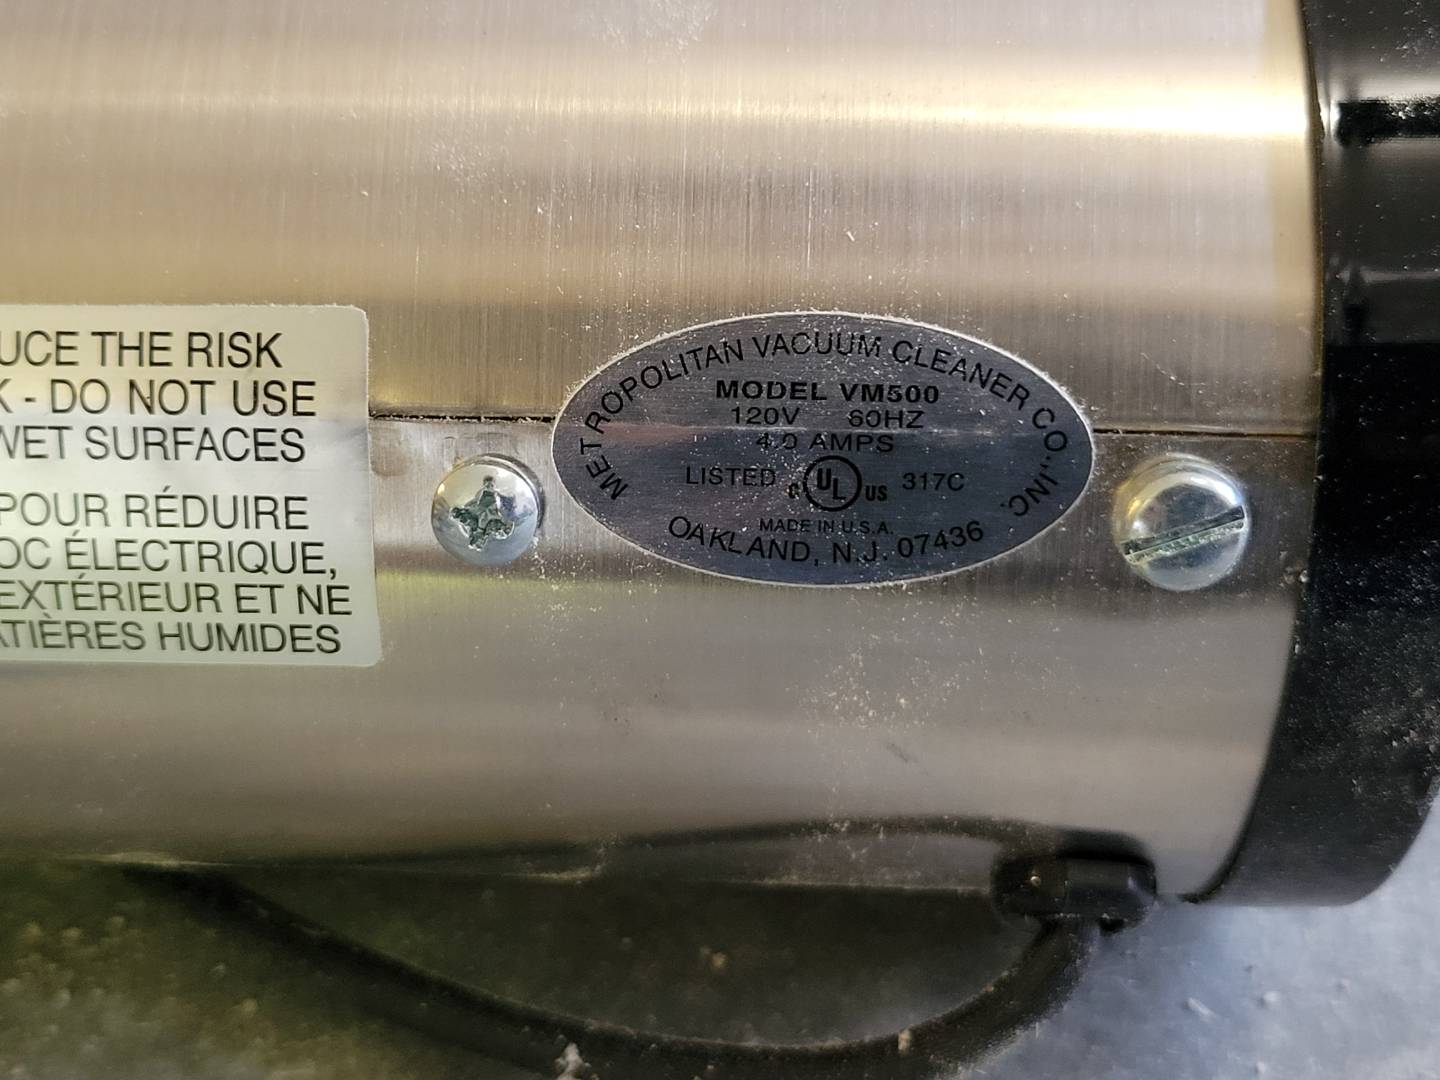 UCE THE RISK
K - DO NOT USE
WET SURFACES
POUR RÉDUIRE
OC ÉLECTRIQUE,
EXTÉRIEUR ET NE
ATIÈRES HUMIDES
METROPOLITAN VACUUM CLEANER CO., INC.
MODEL VM500
120V 60HZ
4.0 AMPS
LISTED C UL US 317C
MADE IN U.S.A.
OAKLAND, N.J. 07436